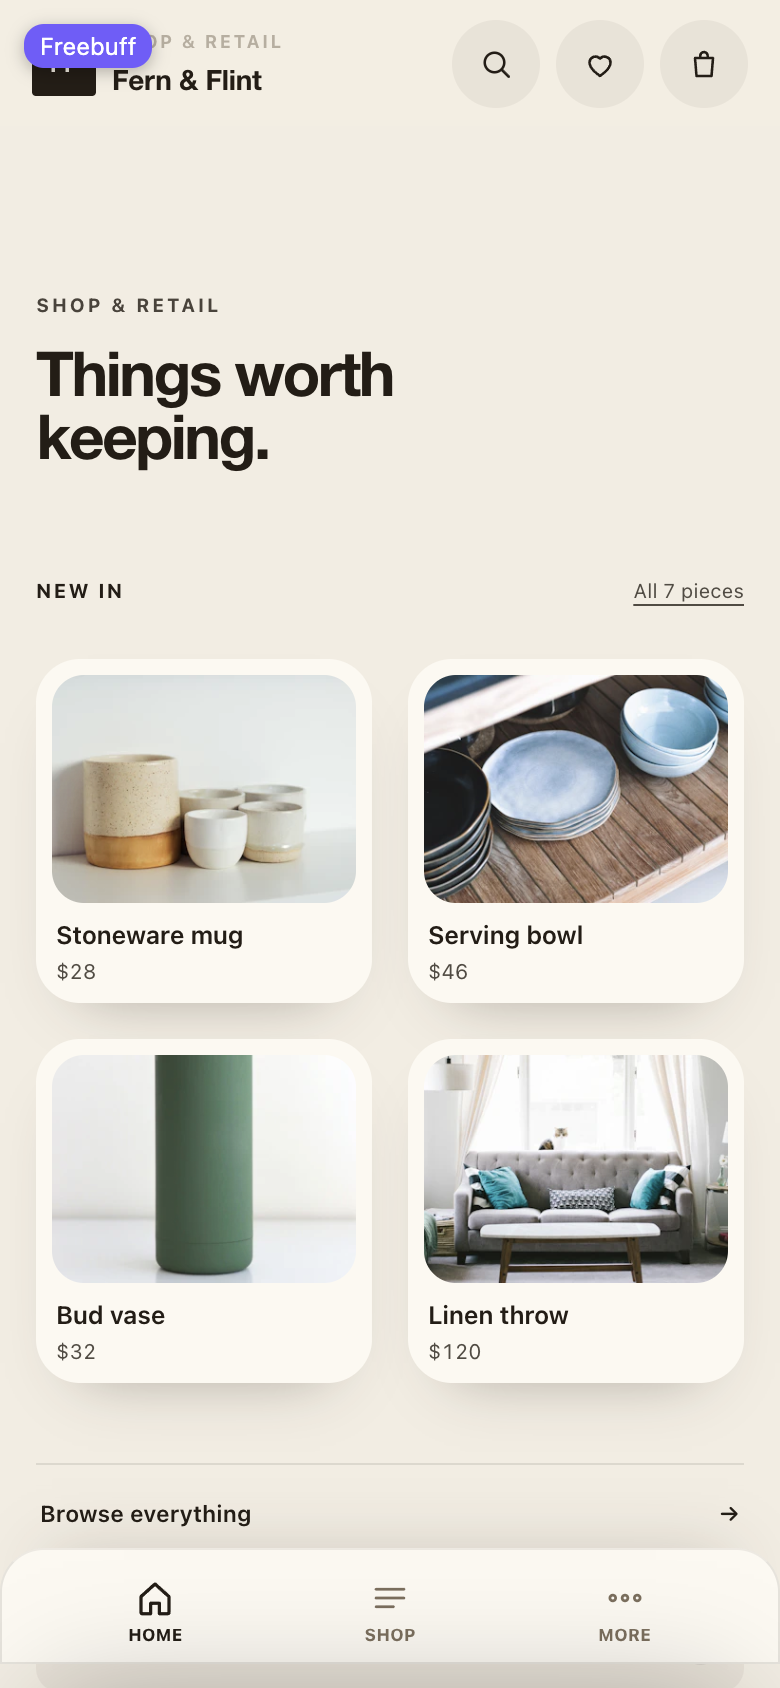 Freebuff
OP & RETAIL
Fern & Flint
SHOP & RETAIL
Things worth
keeping.
NEW IN
All 7 pieces
Stoneware mug
$28
Serving bowl
$46
Bud vase
$32
Linen throw
$120
Browse everything
HOME
SHOP
MORE